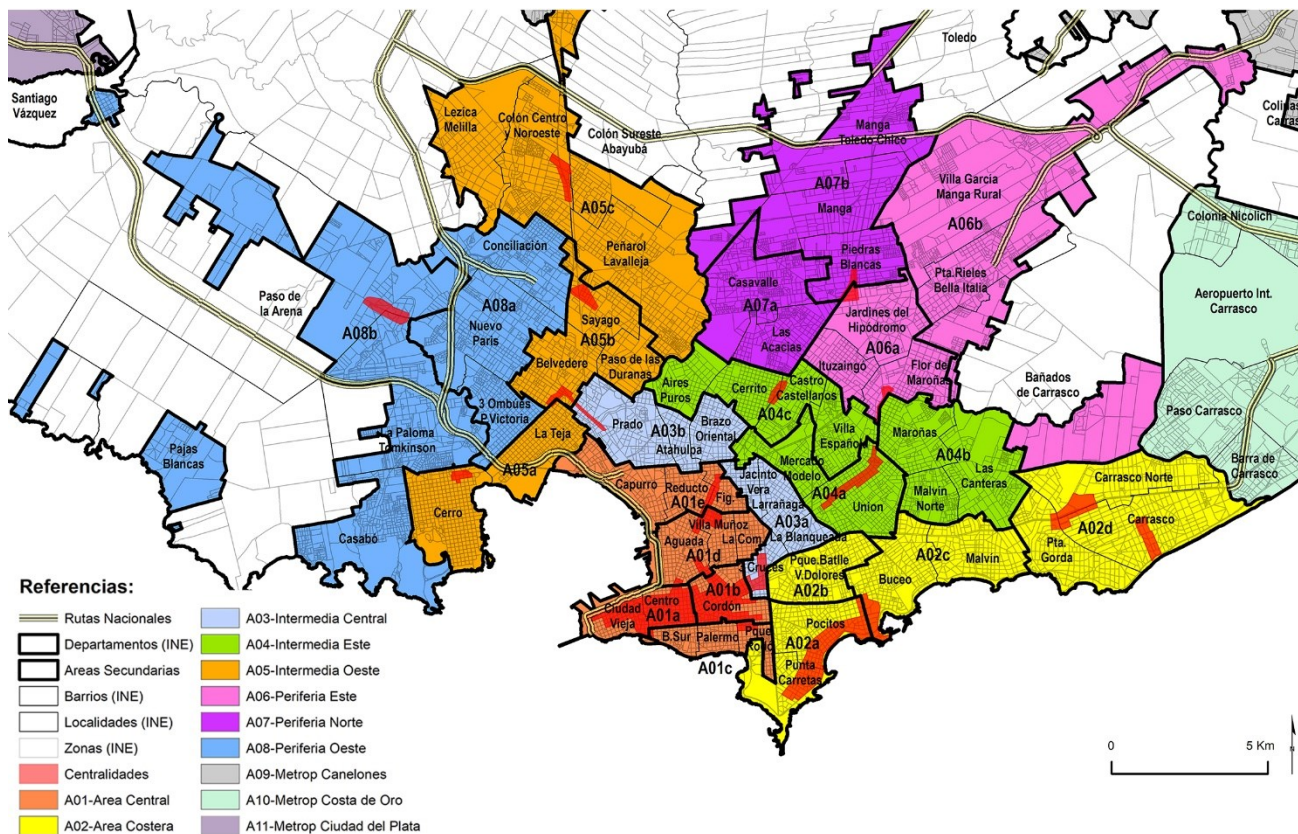 Toledo
Santiago
Vázquez
Lezica
Melilla
Colón Centro
y Noroeste
Colón Sureste
Abayubá
Manga
Toledo Chico
A07b
Manga
Villa García
Manga Rural
A06b
Colinas
Carras
Colonia Nicolich
A05c
Peñarol
Lavalleja
Conciliación
Piedras
Blancas
Casavalle
A07a
Las
Acacias
Pta.Rieles
Bella Italia
Aeropuerto Int.
Carrasco
Paso de
la Arena
A08b
A08a
Nuevo
París
Sayago
A05b
Paso de las
Duranas
Belvedere
Jardines del
Hipódromo
A06a
Ituzaingo
Flor de
Maroñas
Bañados
de Carrasco
Aires
Puros
Cerrito
Castro
Castellanos
A04c
Villa
Española
3 Ombúes
P.Victoria
La Teja
Prado
A03b
Atahulpa
Brazo
Oriental
Maroñas
A04b
Las
Canteras
Malvin
Norte
Paso Carrasco
Barra de
Carrasco
Pajas
Blancas
La Paloma
Tomkinson
A05a
Cerro
Casabó
Capurro
Reducto
A01e
Fig.
Jacinto
Vera
Larrañaga
A03a
La Blanqueada
Mercado
Modelo
A04a
Union
Carrasco Norte
A02d
Carrasco
Pta.
Gorda
Villa Muñoz
Aguada
La Com.
A01d
Cruces
Pque.Batlle
V.Dolores
A02b
A02c
Malvín
Buceo
A01b
Cordón
Ciudad
Vieja
Centro
A01a
B.Sur
Palermo
Pque
Rodó
A01c
Pocitos
A02a
Punta
Carretas
Referencias:
Rutas Nacionales
Departamentos (INE)
Areas Secundarias
Barrios (INE)
Localidades (INE)
Zonas (INE)
Centralidades
A01-Area Central
A02-Area Costera
A03-Intermedia Central
A04-Intermedia Este
A05-Intermedia Oeste
A06-Periferia Este
A07-Periferia Norte
A08-Periferia Oeste
A09-Metrop Canelones
A10-Metrop Costa de Oro
A11-Metrop Ciudad del Plata
0 5 Km